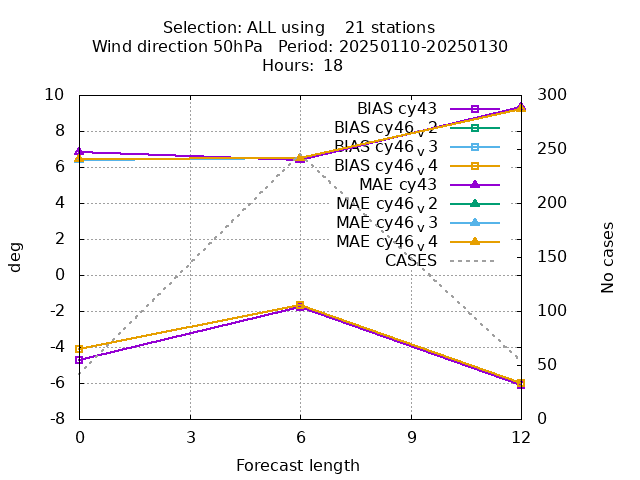 Selection: ALL using    21 stations
Wind direction 50hPa   Period: 20250110-20250130
Hours: 18
10
8
6
4
2
0
-2
-4
-6
-8
deg
BIAS cy43
BIAS cy46_v2
BIAS cy46_v3
BIAS cy46_v4
MAE cy43
MAE cy46_v2
MAE cy46_v3
MAE cy46_v4
CASES
300
250
200
150
100
50
0
No cases
0 3 6 9 12
Forecast length